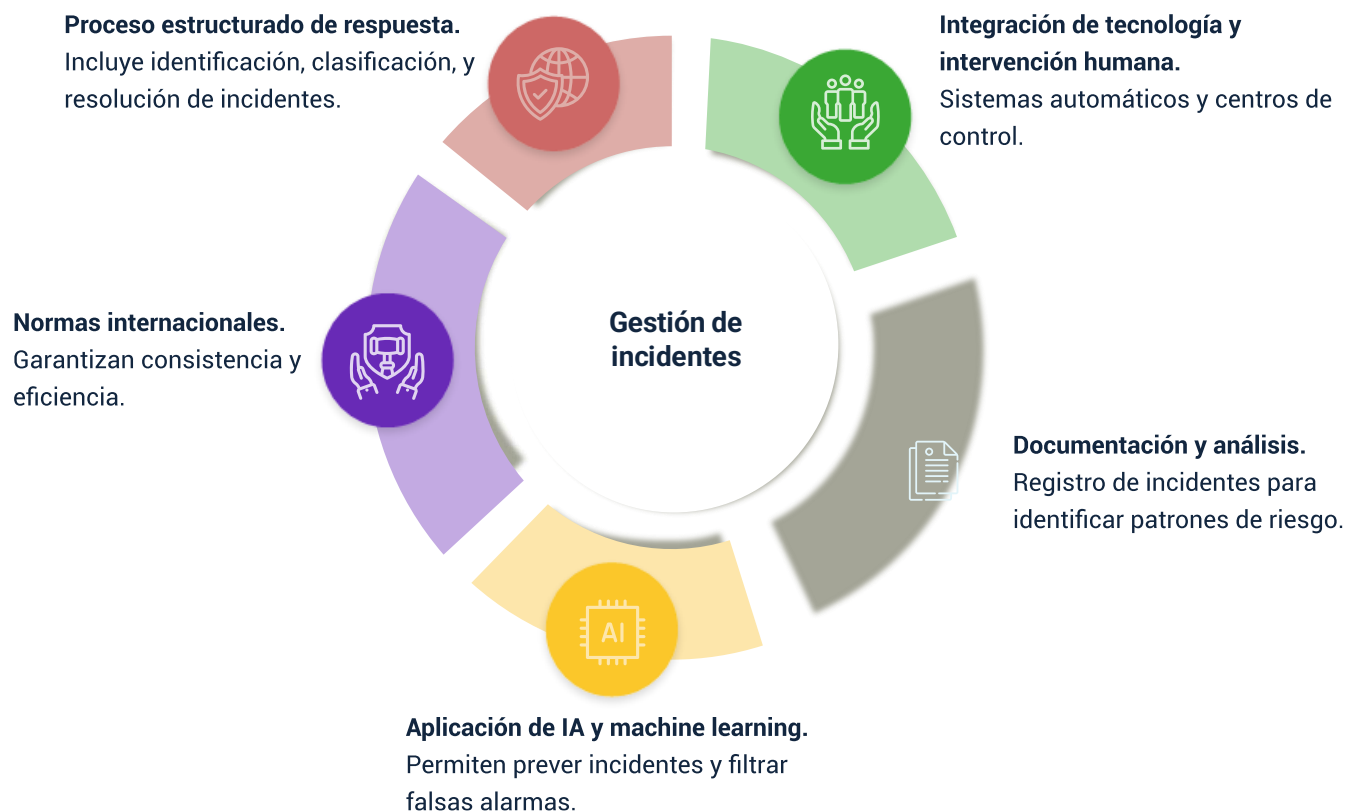 Proceso estructurado de respuesta.
Incluye identificación, clasificación, y
resolución de incidentes.
Integración de tecnología y
intervención humana.
Sistemas automáticos y centros de
control.
Gestión de
incidentes
Normas internacionales.
Garantizan consistencia y
eficiencia.
Documentación y análisis.
Registro de incidentes para
identificar patrones de riesgo.
AI
Aplicación de IA y machine learning.
Permiten prever incidentes y filtrar
falsas alarmas.